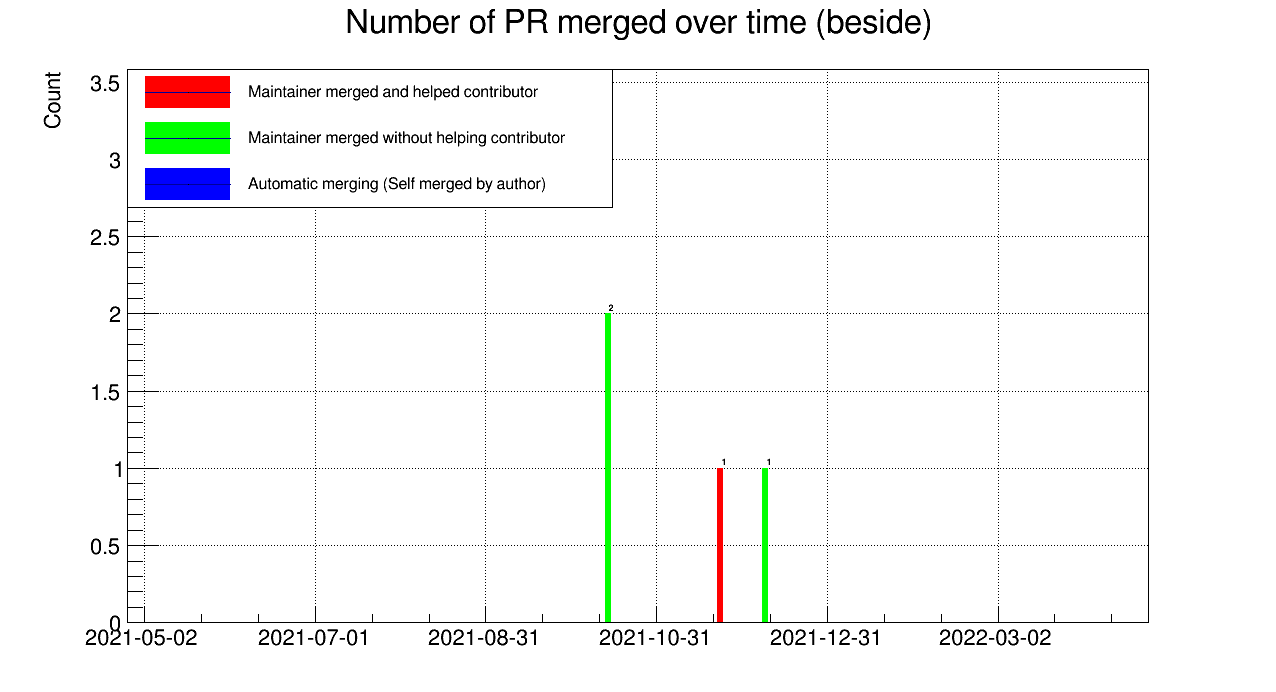 Number of PR merged over time (beside)
Count
3.5
3
2.5
2
1.5
1
0.5
0
Maintainer merged and helped contributor
Maintainer merged without helping contributor
Automatic merging (Self merged by author)
2
1
1
2021-05-02 2021-07-01 2021-08-31 2021-10-31 2021-12-31 2022-03-02